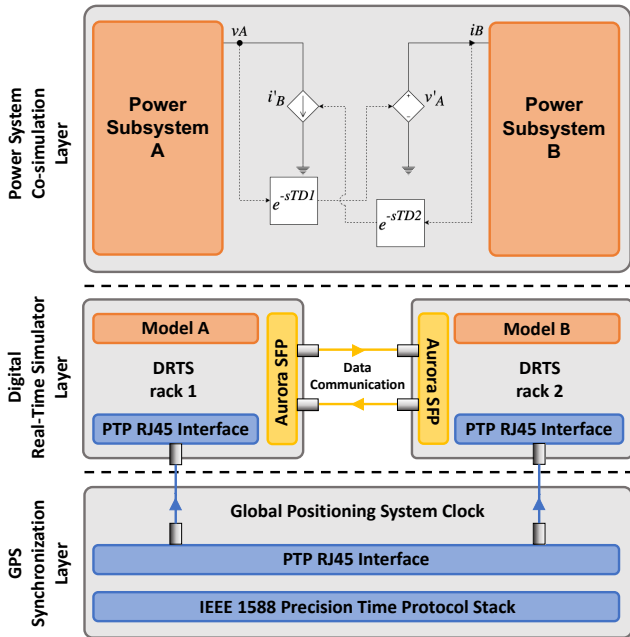 Power System
Co-simulation
Layer
Power
Subsystem
A
vA
i'B
iB
v'A
+
-
e-sTD1
e-sTD2
Power
Subsystem
B
Digital
Real-Time Simulator
Layer
Model A
DRTS
rack 1
PTP RJ45 Interface
Aurora SFP
Data
Communication
Aurora SFP
Model B
DRTS
rack 2
PTP RJ45 Interface
GPS
Synchronization
Layer
Global Positioning System Clock
PTP RJ45 Interface
IEEE 1588 Precision Time Protocol Stack